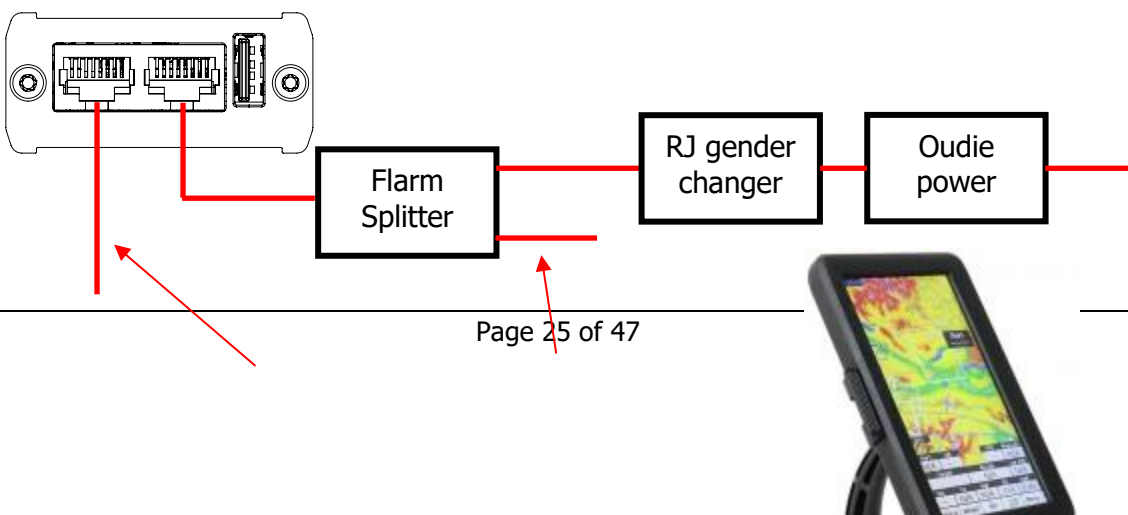 RJ gender
changer
Oudie
power
Flarm
Splitter
Page 25 of 47